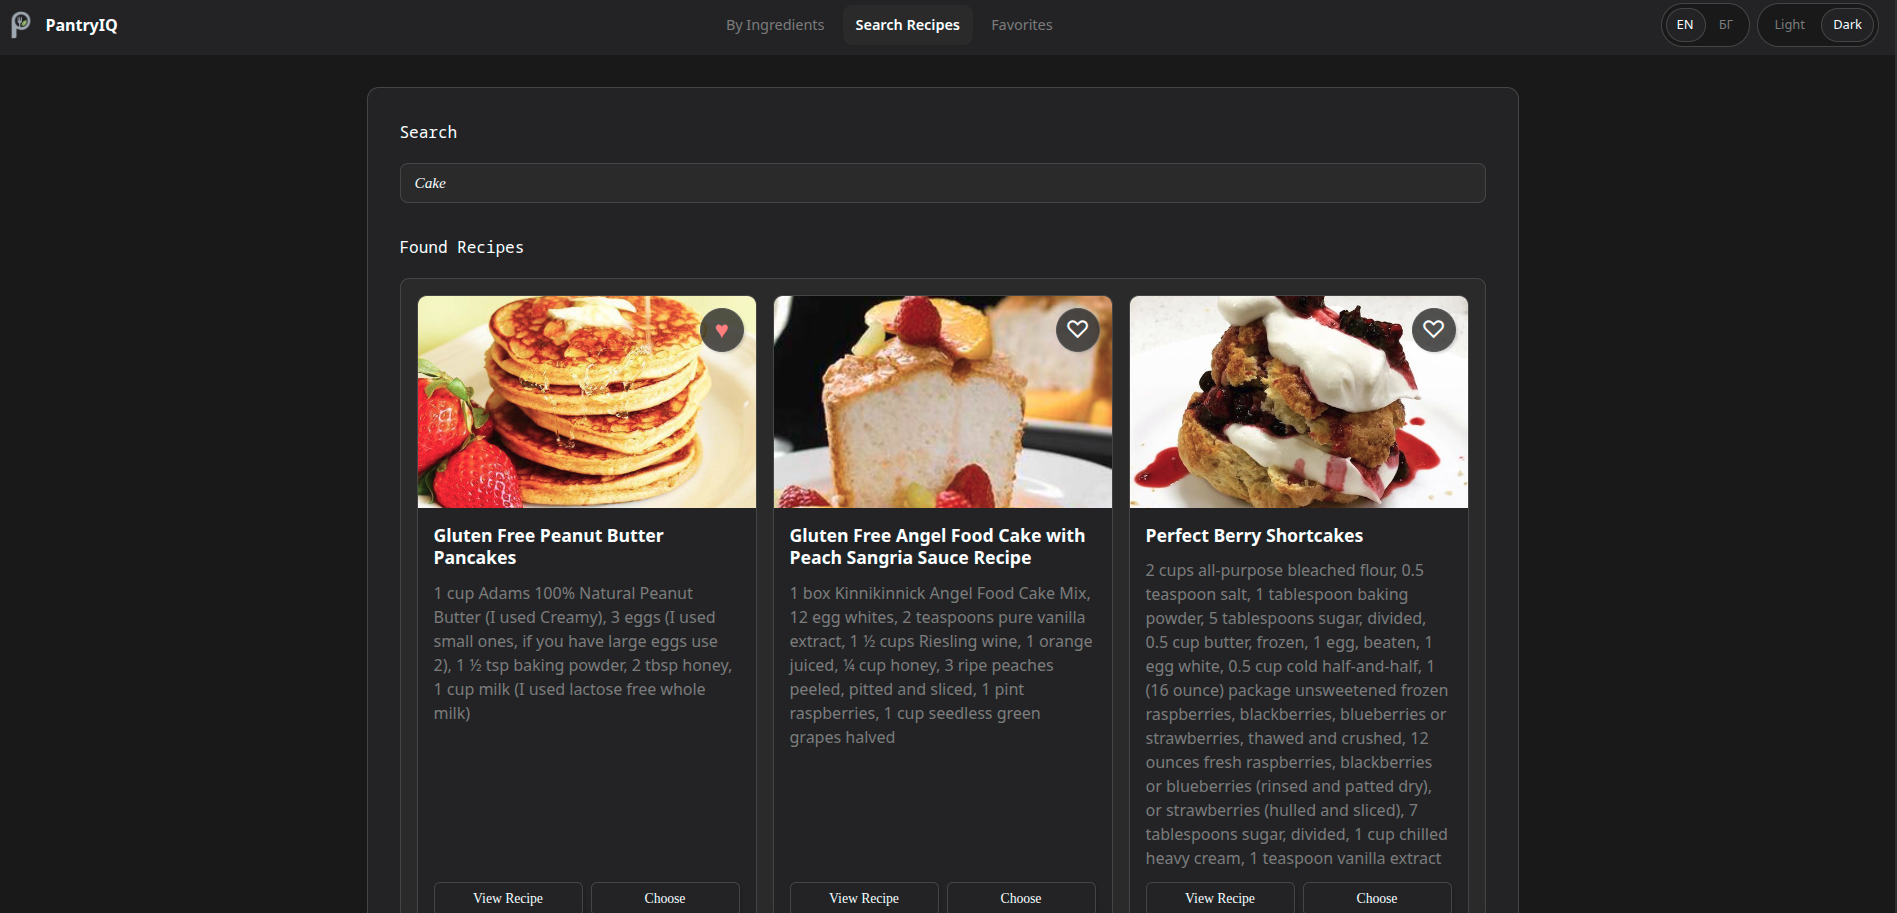 PantryIQ
By Ingredients
Search Recipes
Favorites
EN
БГ
Light
Dark
Search
Cake
Found Recipes
Gluten Free Peanut Butter
Pancakes
1 cup Adams 100% Natural Peanut
Butter (I used Creamy), 3 eggs (I used
small ones, if you have large eggs use
2), 1 ½ tsp baking powder, 2 tbsp honey,
1 cup milk (I used lactose free whole
milk)
View Recipe
Choose
Gluten Free Angel Food Cake with
Peach Sangria Sauce Recipe
1 box Kinnikinnick Angel Food Cake Mix,
12 egg whites, 2 teaspoons pure vanilla
extract, 1 ½ cups Riesling wine, 1 orange
juiced, ¼ cup honey, 3 ripe peaches
peeled, pitted and sliced, 1 pint
raspberries, 1 cup seedless green
grapes halved
View Recipe
Choose
Perfect Berry Shortcakes
2 cups all-purpose bleached flour, 0.5
teaspoon salt, 1 tablespoon baking
powder, 5 tablespoons sugar, divided,
0.5 cup butter, frozen, 1 egg, beaten, 1
egg white, 0.5 cup cold half-and-half, 1
(16 ounce) package unsweetened frozen
raspberries, blackberries, blueberries or
strawberries, thawed and crushed, 12
ounces fresh raspberries, blackberries
or blueberries (rinsed and patted dry),
or strawberries (hulled and sliced), 7
tablespoons sugar, divided, 1 cup chilled
heavy cream, 1 teaspoon vanilla extract
View Recipe
Choose